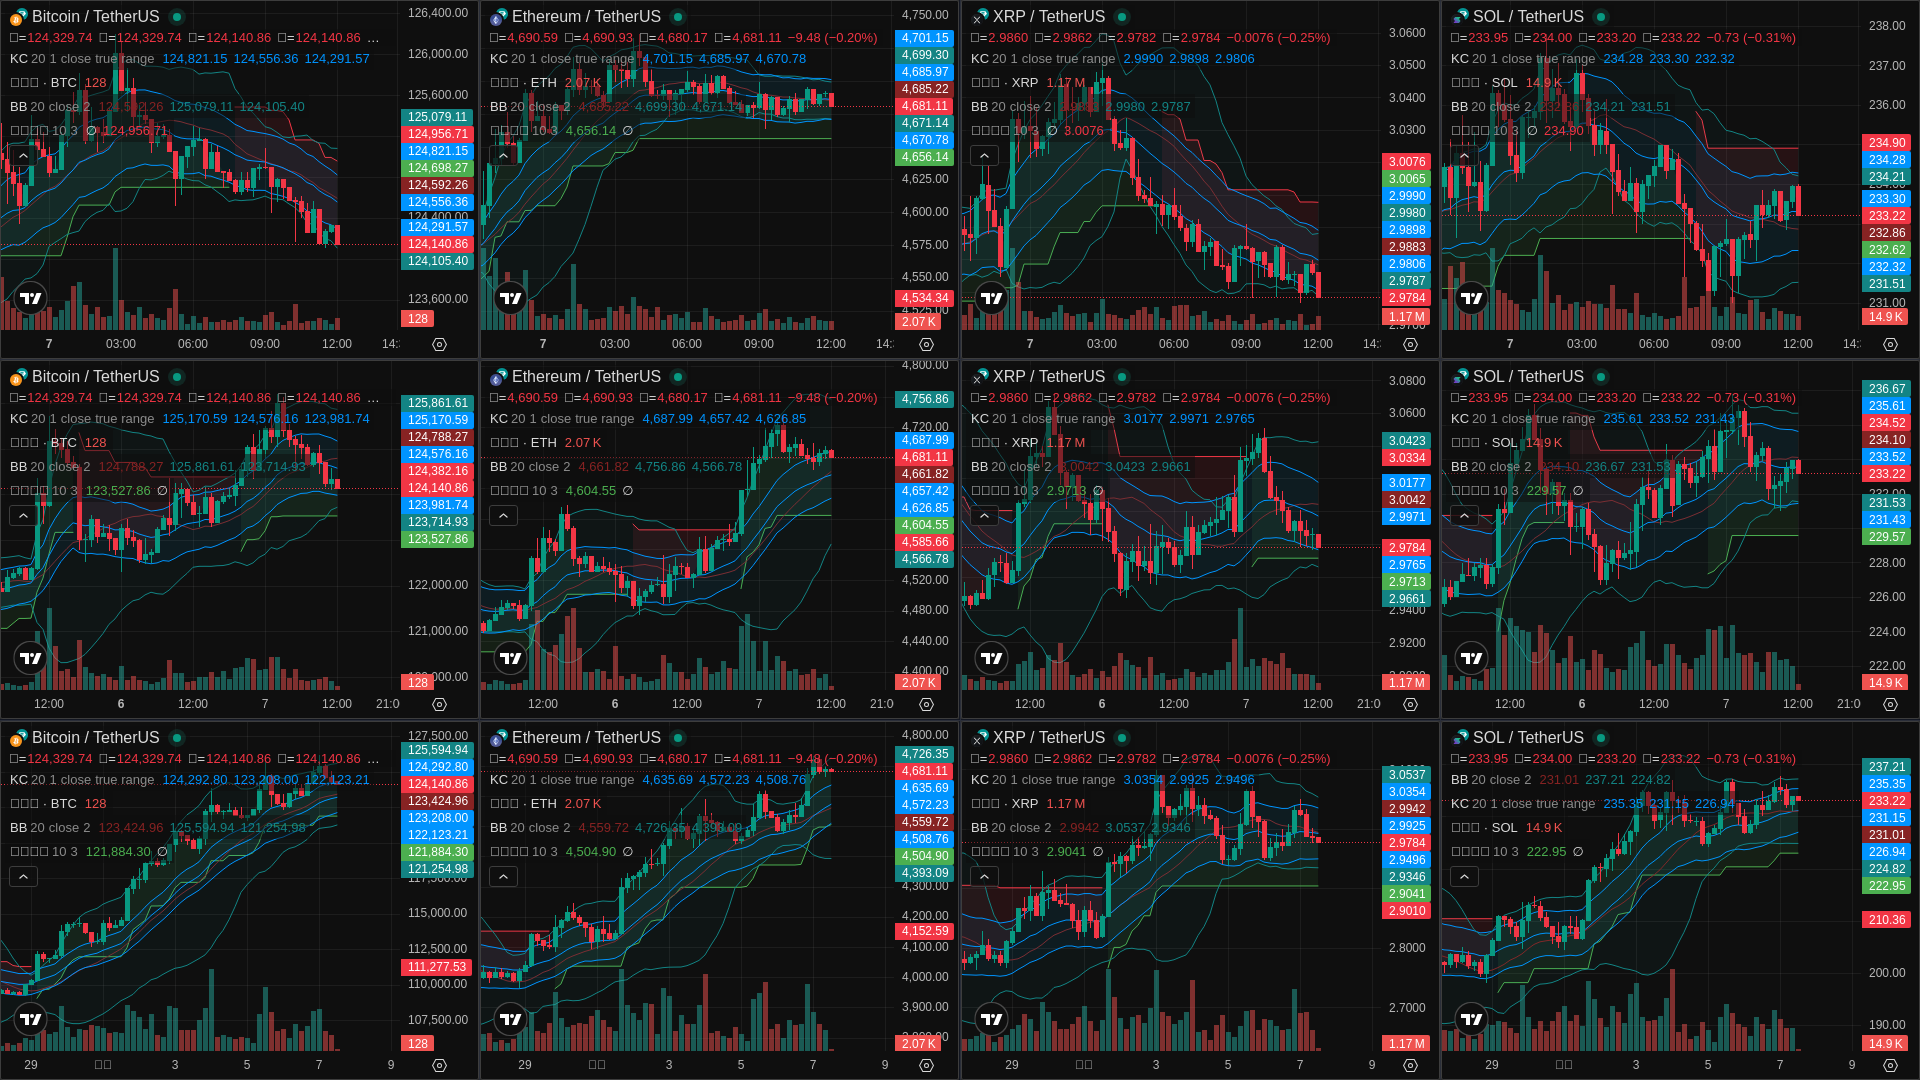 Bitcoin / TetherUS
□=124,329.74 □=124,329.74 □=124,140.86 □=124,140.86 ...
KC 20 1 close true range 124,821.15 124,556.36 124,291.57
□□□ · BTC 128
BB 20 close 2 124,592.26 125,079.11 124,105.40
□□□□ 10 3 ∅ 124,956.71
126,400.00
126,000.00
125,600.00
125,079.11
124,956.71
124,821.15
124,698.27
124,592.26
124,556.36
124,400.00
124,291.57
124,140.86
124,105.40
123,600.00
128
7 03:00 06:00 09:00 12:00 14:
Ethereum / TetherUS
□=4,690.59 □=4,690.93 □=4,680.17 □=4,681.11 −9.48 (−0.20%)
KC 20 1 close true range 4,701.15 4,685.97 4,670.78
□□□ · ETH 2.07 K
BB 20 close 2 4,685.22 4,699.30 4,671.14
□□□□ 10 3 4,656.14 ∅
4,750.00
4,701.15
4,699.30
4,685.97
4,685.22
4,681.11
4,671.14
4,670.78
4,656.14
4,625.00
4,600.00
4,575.00
4,550.00
4,534.34
4,525.00
2.07 K
7 03:00 06:00 09:00 12:00 14:
XRP / TetherUS
□=2.9860 □=2.9862 □=2.9782 □=2.9784 −0.0076 (−0.25%)
KC 20 1 close true range 2.9990 2.9898 2.9806
□□□ · XRP 1.17 M
BB 20 close 2 2.9883 2.9980 2.9787
□□□□ 10 3 ∅ 3.0076
3.0600
3.0500
3.0400
3.0300
3.0076
3.0065
2.9990
2.9980
2.9898
2.9883
2.9806
2.9787
2.9784
1.17 M
2.9700
7 03:00 06:00 09:00 12:00 14:
SOL / TetherUS
□=233.95 □=234.00 □=233.20 □=233.22 −0.73 (−0.31%)
KC 20 1 close true range 234.28 233.30 232.32
□□□ · SOL 14.9 K
BB 20 close 2 232.86 234.21 231.51
□□□□ 10 3 ∅ 234.90
238.00
237.00
236.00
234.90
234.28
234.21
234.00
233.30
233.22
232.86
232.62
232.32
231.51
231.00
14.9 K
7 03:00 06:00 09:00 12:00 14:
Bitcoin / TetherUS
□=124,329.74 □=124,329.74 □=124,140.86 □=124,140.86 ...
KC 20 1 close true range 125,170.59 124,576.16 123,981.74
□□□ · BTC 128
BB 20 close 2 124,788.27 125,861.61 123,714.93
□□□□ 10 3 123,527.86 ∅
125,861.61
125,170.59
124,788.27
124,576.16
124,382.16
124,140.86
123,981.74
123,714.93
123,527.86
122,000.00
121,000.00
128
12:00 6 12:00 7 12:00 21:0
Ethereum / TetherUS
□=4,690.59 □=4,690.93 □=4,680.17 □=4,681.11 −9.48 (−0.20%)
KC 20 1 close true range 4,687.99 4,657.42 4,626.85
□□□ · ETH 2.07 K
BB 20 close 2 4,661.82 4,756.86 4,566.78
□□□□ 10 3 4,604.55 ∅
4,800.00
4,756.86
4,720.00
4,687.99
4,681.11
4,661.82
4,657.42
4,626.85
4,604.55
4,585.66
4,566.78
4,520.00
4,480.00
4,440.00
4,400.00
2.07 K
12:00 6 12:00 7 12:00 21:0
XRP / TetherUS
□=2.9860 □=2.9862 □=2.9782 □=2.9784 −0.0076 (−0.25%)
KC 20 1 close true range 3.0177 2.9971 2.9765
□□□ · XRP 1.17 M
BB 20 close 2 3.0042 3.0423 2.9661
□□□□ 10 3 2.9713 ∅
3.0800
3.0600
3.0423
3.0334
3.0177
3.0042
2.9971
2.9784
2.9765
2.9713
2.9661
2.9400
2.9200
1.17 M
12:00 6 12:00 7 12:00 21:0
SOL / TetherUS
□=233.95 □=234.00 □=233.20 □=233.22 −0.73 (−0.31%)
KC 20 1 close true range 235.61 233.52 231.43
□□□ · SOL 14.9 K
BB 20 close 2 234.10 236.67 231.53
□□□□ 10 3 229.57 ∅
236.67
235.61
234.52
234.10
233.52
233.22
232.00
231.53
231.43
229.57
228.00
226.00
224.00
222.00
14.9 K
12:00 6 12:00 7 12:00 21:0
Bitcoin / TetherUS
□=124,329.74 □=124,329.74 □=124,140.86 □=124,140.86 ...
KC 20 1 close true range 124,292.80 123,208.00 122,123.21
□□□ · BTC 128
BB 20 close 2 123,424.96 125,594.94 121,254.98
□□□□ 10 3 121,884.30 ∅
127,500.00
125,594.94
124,292.80
124,140.86
123,424.96
123,208.00
122,123.21
121,884.30
121,254.98
117,500.00
115,000.00
112,500.00
111,277.53
110,000.00
107,500.00
128
29 □□ 3 5 7 9
Ethereum / TetherUS
□=4,690.59 □=4,690.93 □=4,680.17 □=4,681.11 −9.48 (−0.20%)
KC 20 1 close true range 4,635.69 4,572.23 4,508.76
□□□ · ETH 2.07 K
BB 20 close 2 4,559.72 4,726.35 4,393.09
□□□□ 10 3 4,504.90 ∅
4,800.00
4,726.35
4,681.11
4,635.69
4,572.23
4,559.72
4,508.76
4,504.90
4,393.09
4,300.00
4,200.00
4,152.59
4,100.00
4,000.00
3,900.00
2.07 K
29 □□ 3 5 7 9
XRP / TetherUS
□=2.9860 □=2.9862 □=2.9782 □=2.9784 −0.0076 (−0.25%)
KC 20 1 close true range 3.0354 2.9925 2.9496
□□□ · XRP 1.17 M
BB 20 close 2 2.9942 3.0537 2.9346
□□□□ 10 3 2.9041 ∅
3.0537
3.0354
2.9942
2.9925
2.9784
2.9496
2.9346
2.9041
2.9010
2.8000
2.7000
1.17 M
29 □□ 3 5 7 9
SOL / TetherUS
□=233.95 □=234.00 □=233.20 □=233.22 −0.73 (−0.31%)
BB 20 close 2 231.01 237.21 224.82
KC 20 1 close true range 235.35 231.15 226.94
□□□ · SOL 14.9 K
□□□□ 10 3 222.95 ∅
237.21
235.35
233.22
231.15
231.01
226.94
224.82
222.95
210.36
200.00
190.00
14.9 K
29 □□ 3 5 7 9